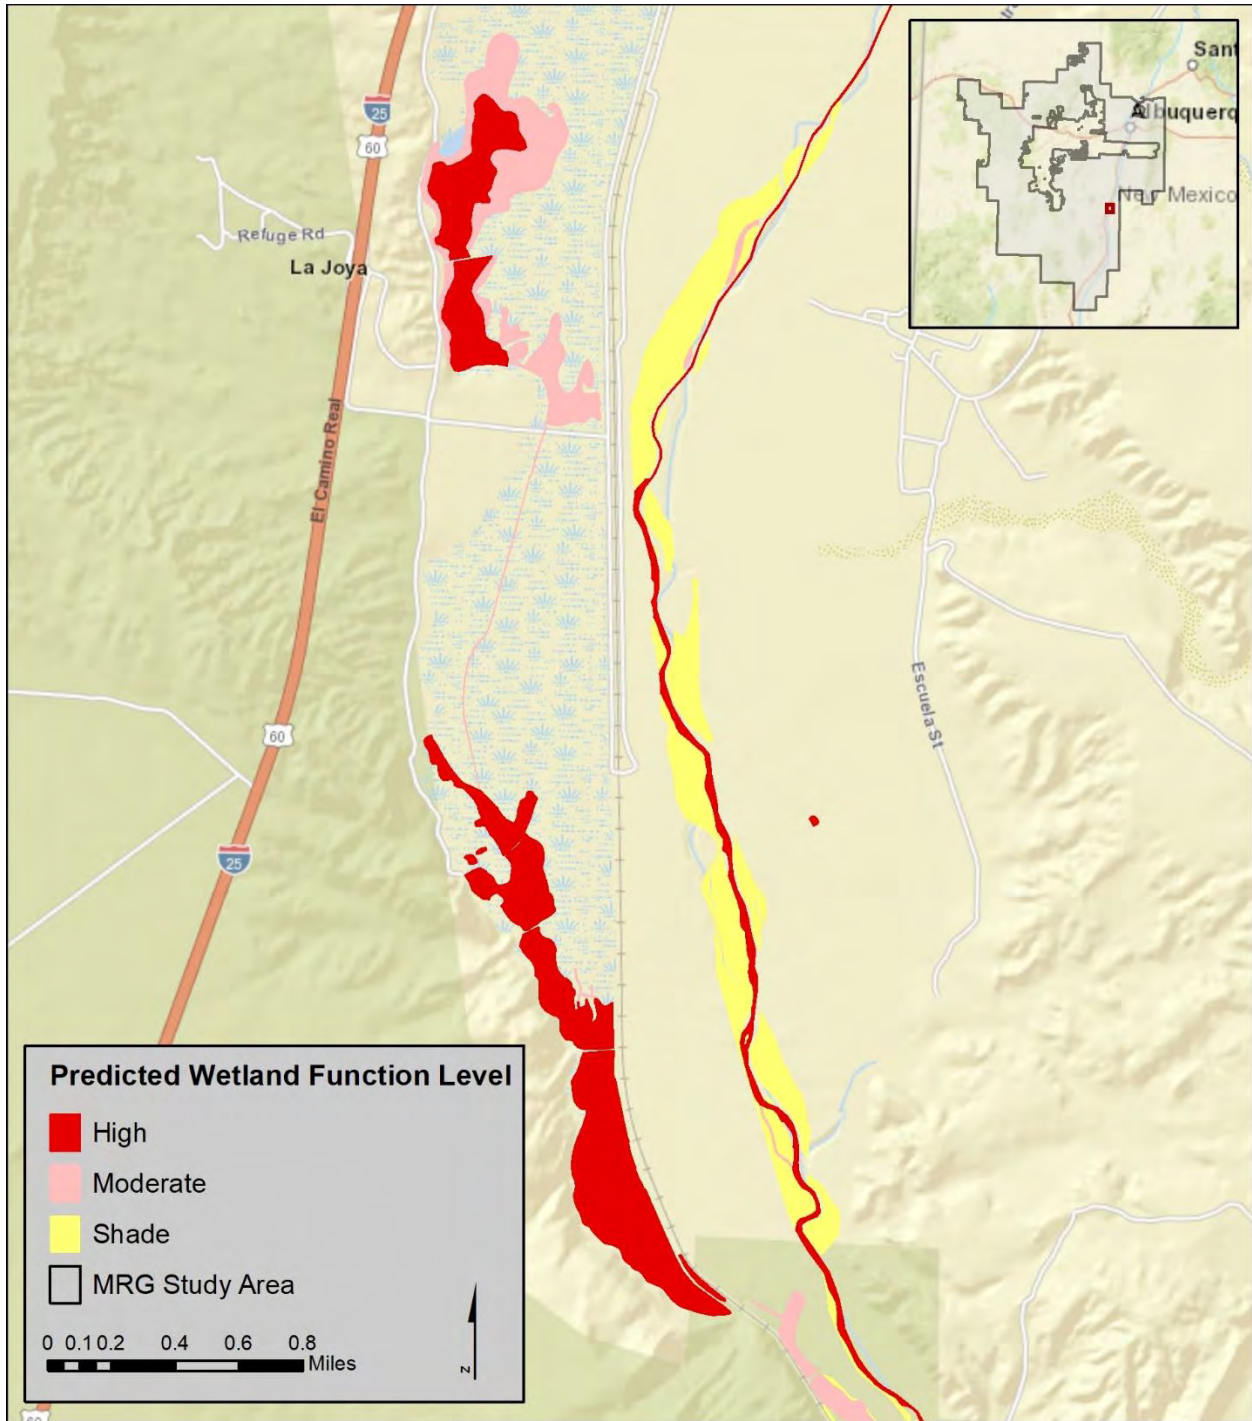 Sant
Albuquerq
New Mexico
25
60
Refuge Rd
La Joya
El Camino Real
60
Escuela St
25
Predicted Wetland Function Level
High
Moderate
Shade
MRG Study Area
0 0.1 0.2 0.4 0.6 0.8
Miles
N
60